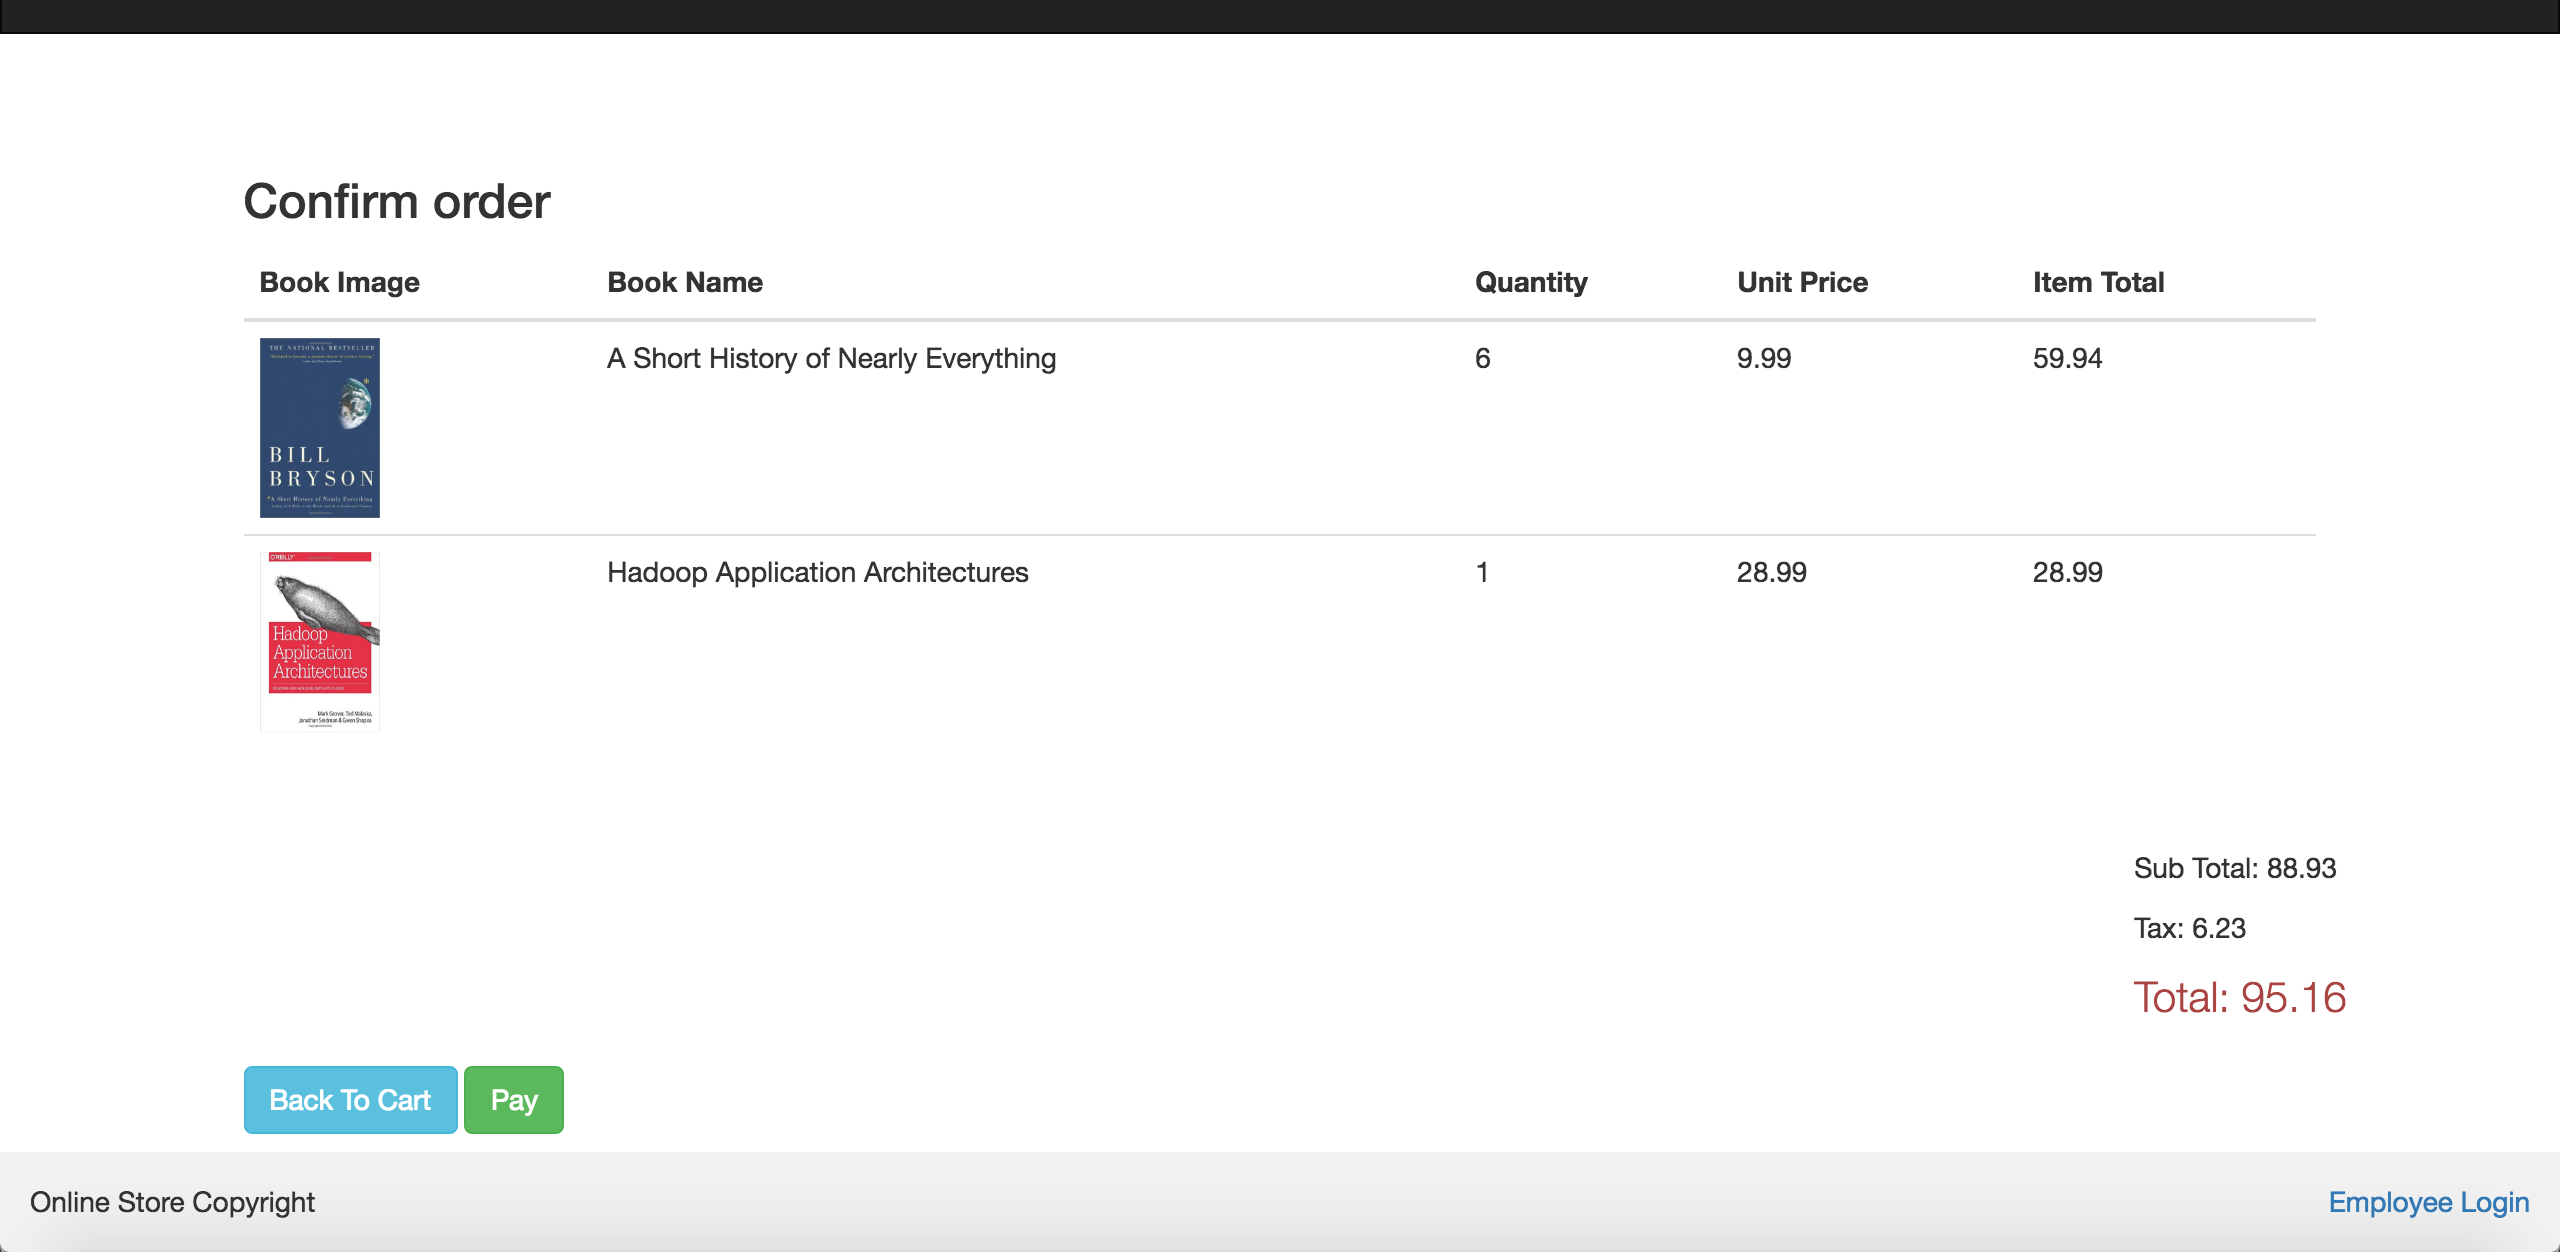 Confirm order
Book Image Book Name Quantity Unit Price Item Total
THE NATIONAL BESTSELLER
BILL
BRYSON
*A Short History of Nearly Everything
A Short History of Nearly Everything 6 9.99 59.94
O'REILLY
Hadoop
Application
Architectures
Mark Grover, Ted Malaska,
Jonathan Seidman & Gwen Shapira
Hadoop Application Architectures 1 28.99 28.99
Sub Total: 88.93
Tax: 6.23
Total: 95.16
Back To Cart Pay
Online Store Copyright Employee Login